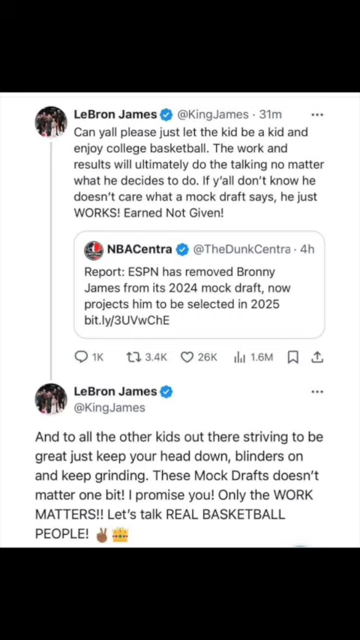 LeBron James @KingJames · 31m ···
Can yall please just let the kid be a kid and
enjoy college basketball. The work and
results will ultimately do the talking no matter
what he decides to do. If y'all don't know he
doesn't care what a mock draft says, he just
WORKS! Earned Not Given!
NBACentra @TheDunkCentra · 4h
Report: ESPN has removed Bronny
James from its 2024 mock draft, now
projects him to be selected in 2025
bit.ly/3UVwChE
1K 3.4K 26K 1.6M
LeBron James ···
@KingJames
And to all the other kids out there striving to be
great just keep your head down, blinders on
and keep grinding. These Mock Drafts doesn't
matter one bit! I promise you! Only the WORK
MATTERS!! Let's talk REAL BASKETBALL
PEOPLE! ✌🏾🫅